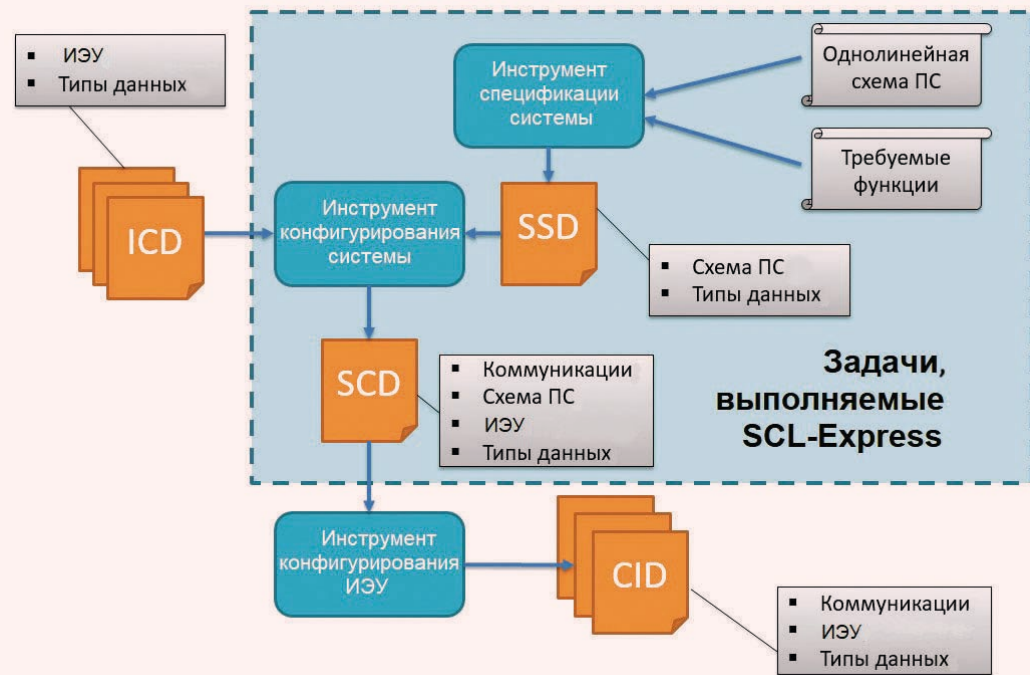 ИЭУ
Типы данных
Инструмент
спецификации
системы
Однолинейная
схема ПС
Требуемые
функции
ICD
Инструмент
конфигурирования
системы
SSD
Схема ПС
Типы данных
SCD
Коммуникации
Схема ПС
ИЭУ
Типы данных
Задачи,
выполняемые
SCL-Express
Инструмент
конфигурирования
ИЭУ
CID
Коммуникации
ИЭУ
Типы данных